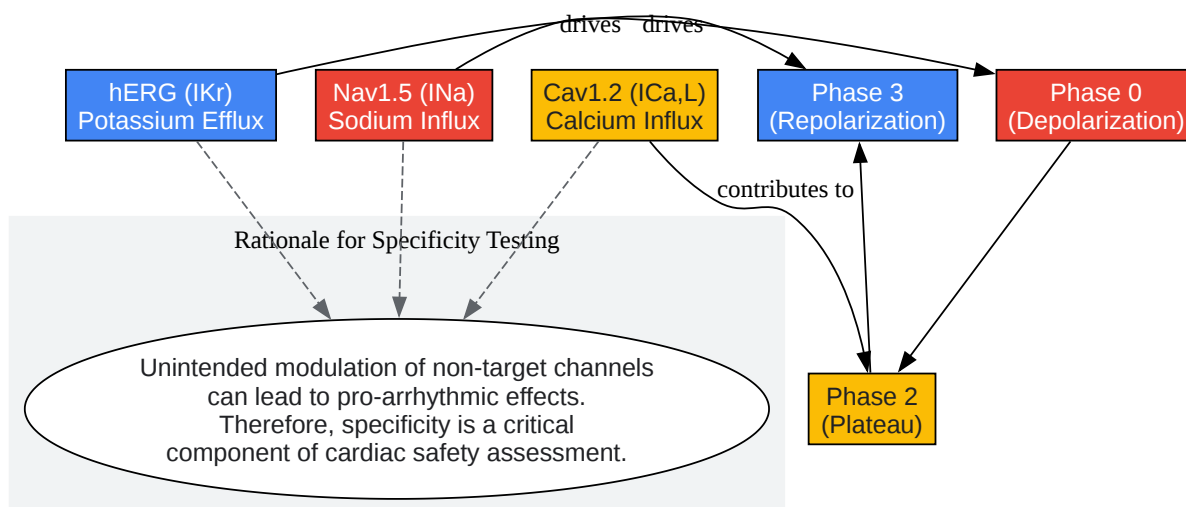 drives drives
hERG (IKr)
Potassium Efflux
Nav1.5 (INa)
Sodium Influx
Cav1.2 (ICa,L)
Calcium Influx
Phase 3
(Repolarization)
Phase 0
(Depolarization)
contributes to
Rationale for Specificity Testing
Unintended modulation of non-target channels
can lead to pro-arrhythmic effects.
Therefore, specificity is a critical
component of cardiac safety assessment.
Phase 2
(Plateau)